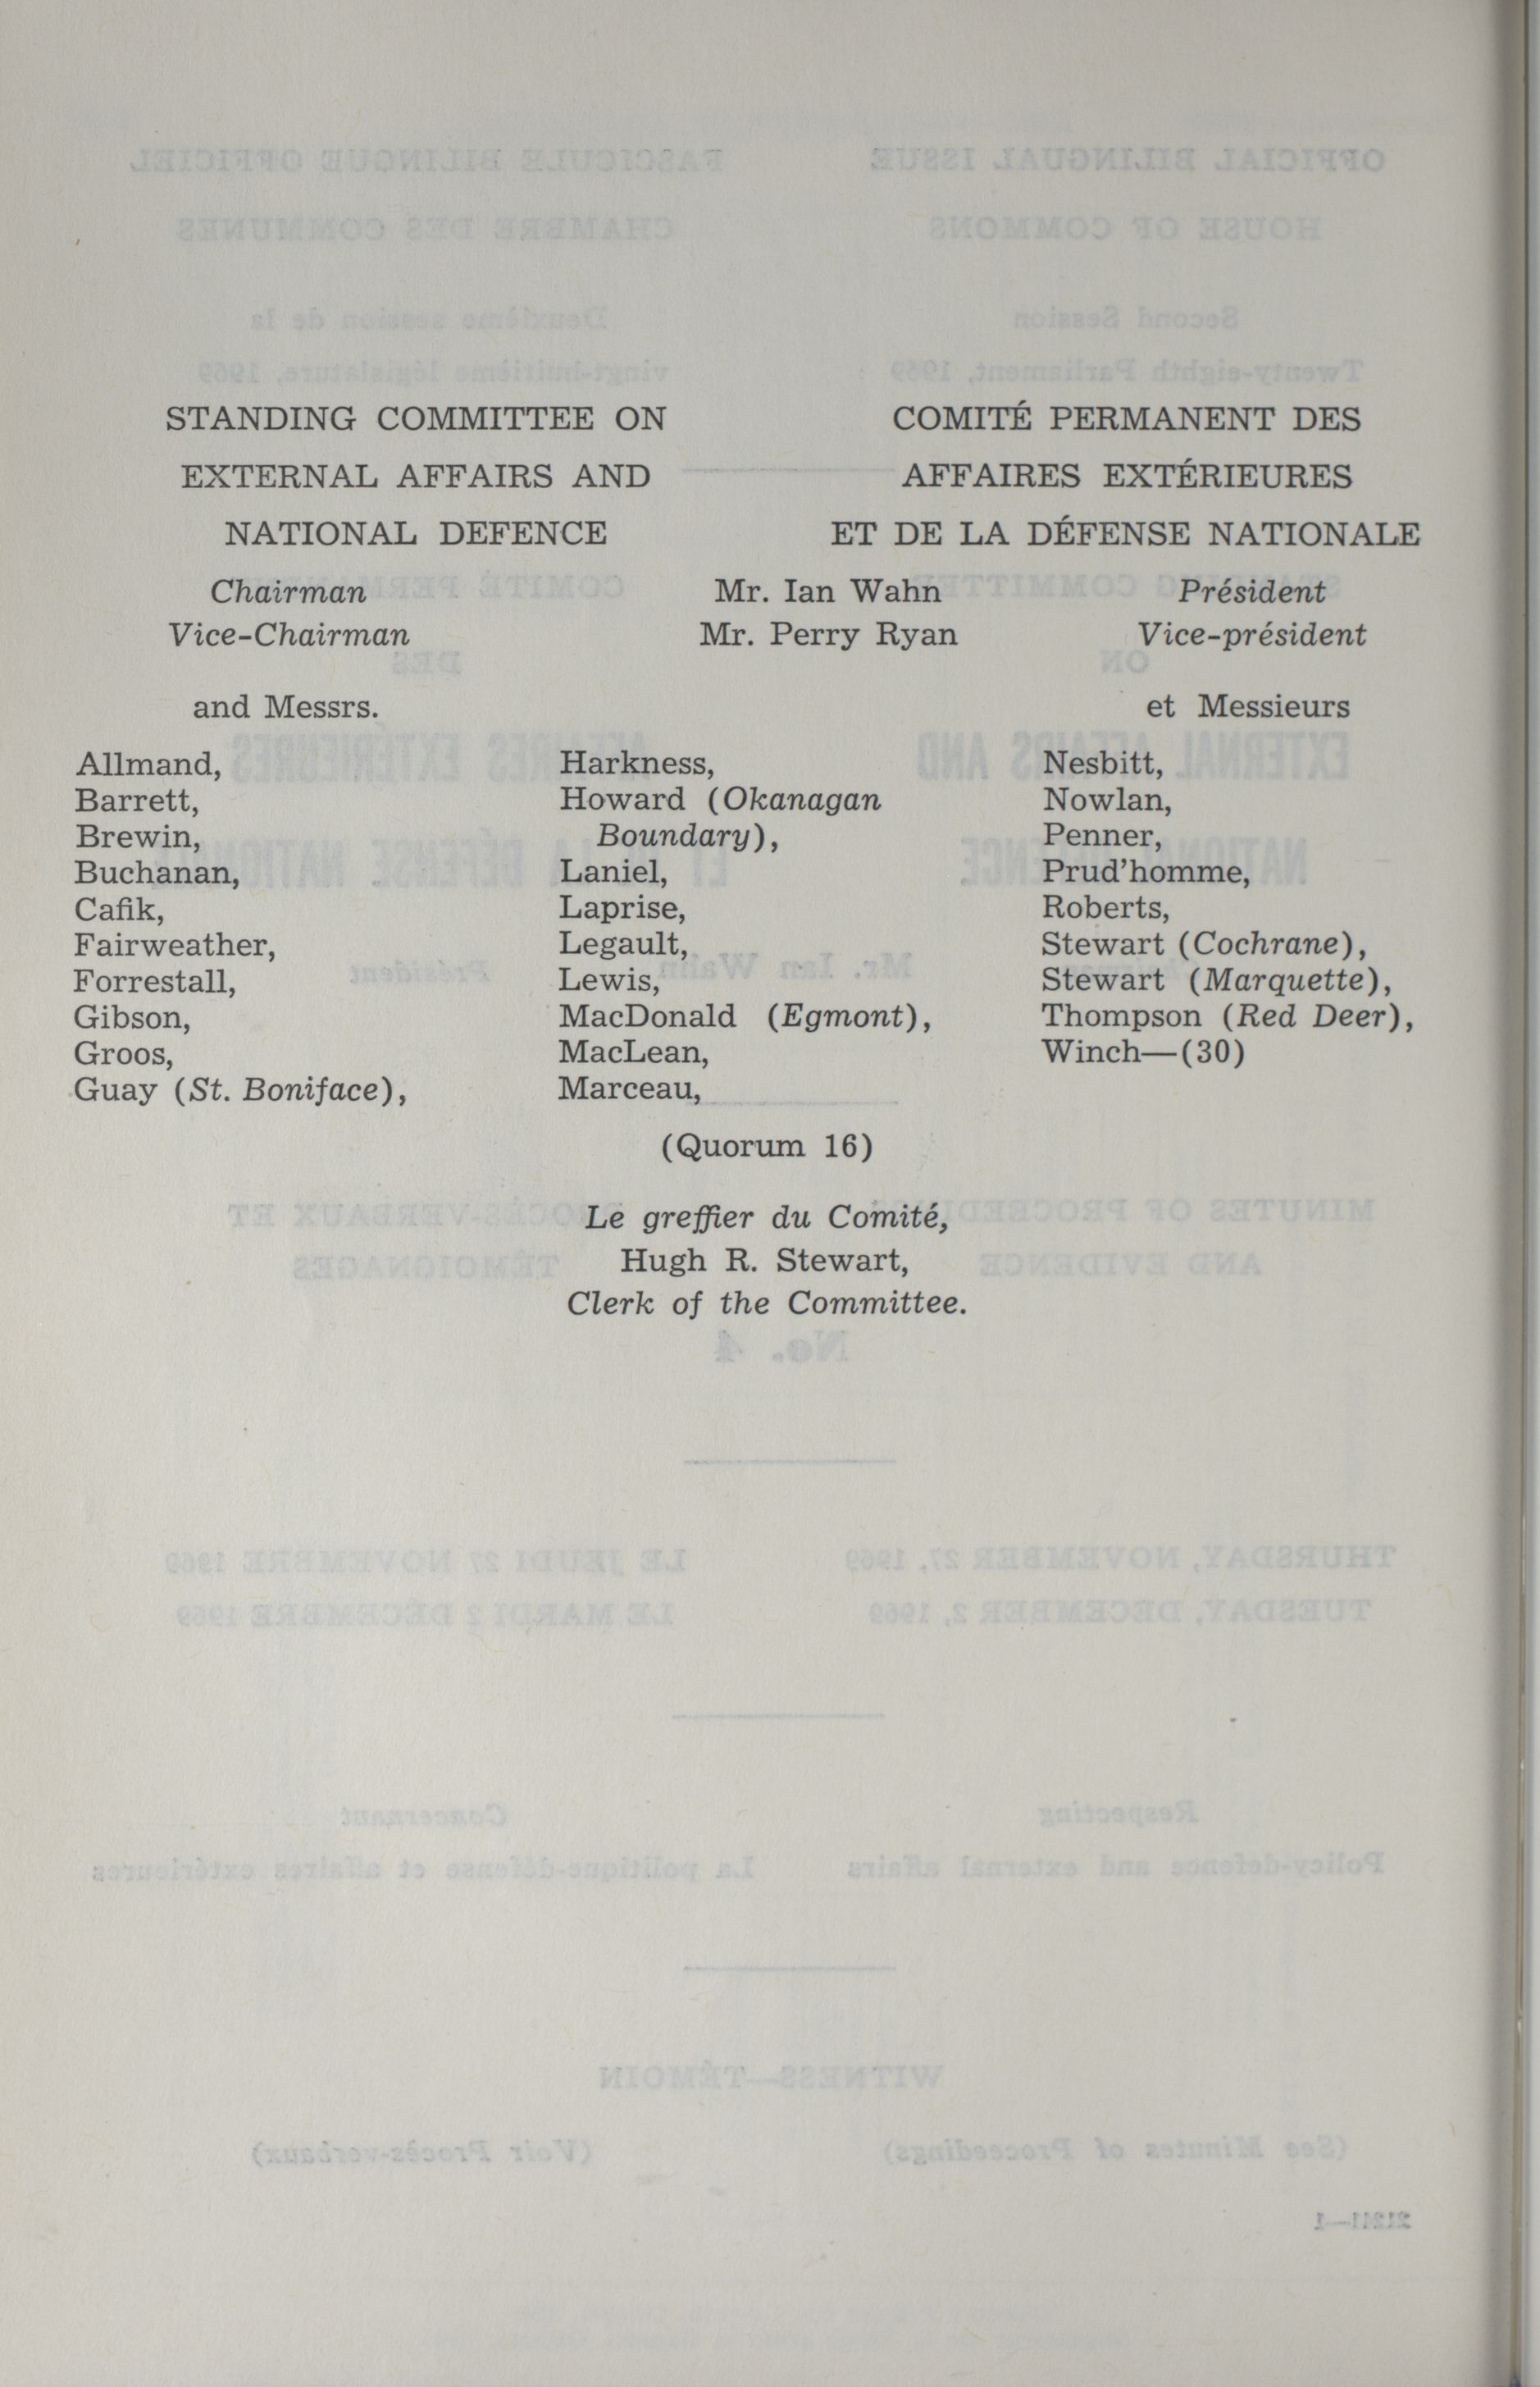 STANDING COMMITTEE ON
EXTERNAL AFFAIRS AND
NATIONAL DEFENCE
COMITÉ PERMANENT DES
AFFAIRES EXTÉRIEURES
ET DE LA DÉFENSE NATIONALE
Chairman Mr. Ian Wahn Président
Vice-Chairman Mr. Perry Ryan Vice-président
and Messrs. et Messieurs
Allmand,
Barrett,
Brewin,
Buchanan,
Cafik,
Fairweather,
Forrestall,
Gibson,
Groos,
Guay (St. Boniface),
Harkness,
Howard (Okanagan
Boundary),
Laniel,
Laprise,
Legault,
Lewis,
MacDonald (Egmont),
MacLean,
Marceau,
Nesbitt,
Nowlan,
Penner,
Prud'homme,
Roberts,
Stewart (Cochrane),
Stewart (Marquette),
Thompson (Red Deer),
Winch—(30)
(Quorum 16)
Le greffier du Comité,
Hugh R. Stewart,
Clerk of the Committee.